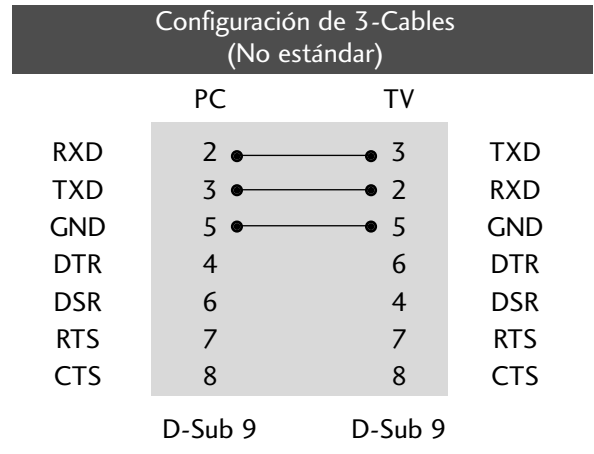 Configuración de 3-Cables
(No estándar)
PC TV
RXD 2 3 TXD
TXD 3 2 RXD
GND 5 5 GND
DTR 4 6 DTR
DSR 6 4 DSR
RTS 7 7 RTS
CTS 8 8 CTS
D-Sub 9 D-Sub 9